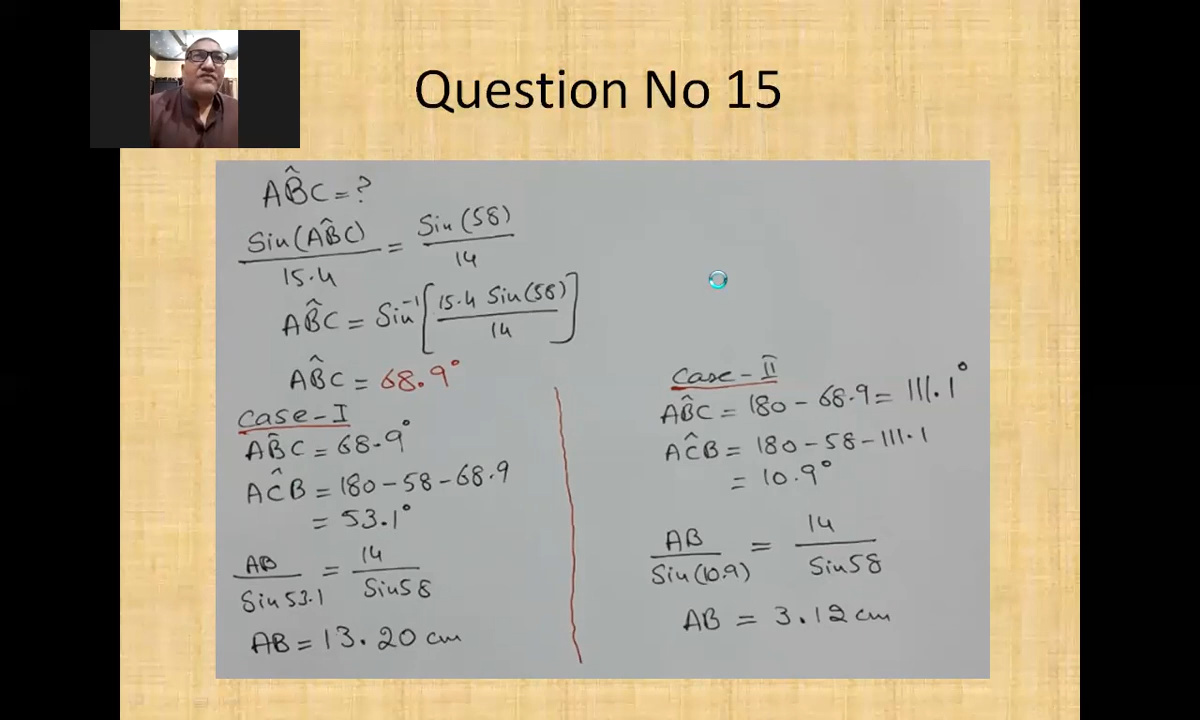 Question No 15
AB̂C = ?
Sin(AB̂C) / 15.4 = Sin(58) / 14
AB̂C = Sin⁻¹[15.4 Sin(58) / 14]
AB̂C = 68.9°
Case-I
AB̂C = 68.9°
AĈB = 180 - 58 - 68.9
= 53.1°
AB / Sin 53.1 = 14 / Sin 58
AB = 13.20 cm
Case-II
AB̂C = 180 - 68.9 = 111.1°
AĈB = 180 - 58 - 111.1
= 10.9°
AB / Sin(10.9) = 14 / Sin 58
AB = 3.12 cm